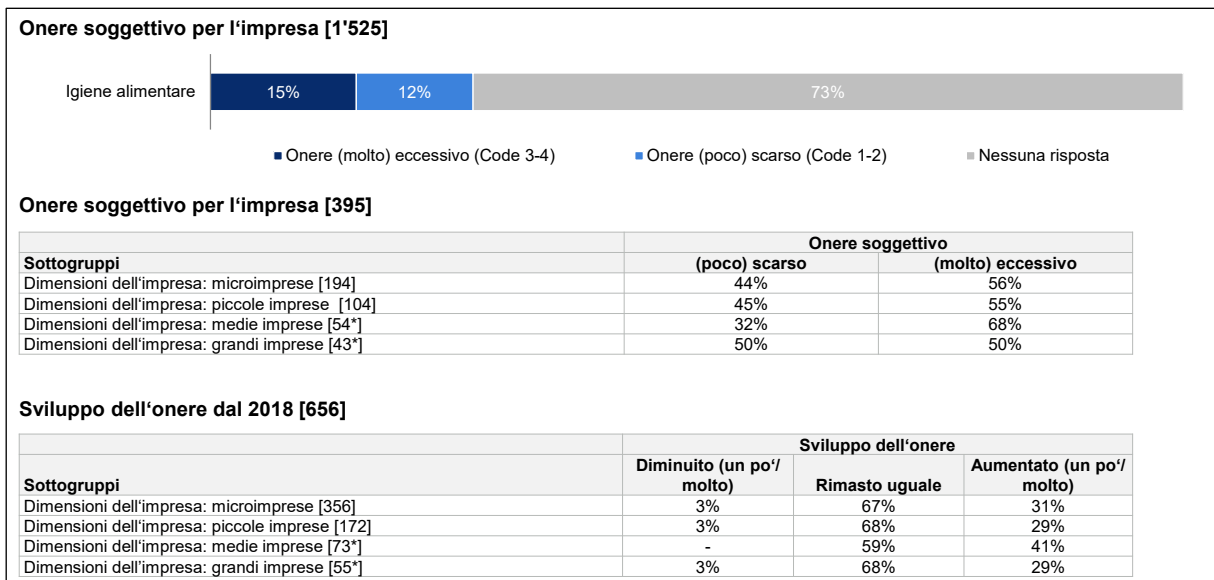 Onere soggettivo per l‘impresa [1'525]
Igiene alimentare 15% 12% 73%
Onere (molto) eccessivo (Code 3-4) Onere (poco) scarso (Code 1-2) Nessuna risposta
Onere soggettivo per l‘impresa [395]
Onere soggettivo
Sottogruppi (poco) scarso (molto) eccessivo
Dimensioni dell‘impresa: microimprese [194] 44% 56%
Dimensioni dell‘impresa: piccole imprese [104] 45% 55%
Dimensioni dell‘impresa: medie imprese [54*] 32% 68%
Dimensioni dell‘impresa: grandi imprese [43*] 50% 50%
Sviluppo dell‘onere dal 2018 [656]
Sviluppo dell‘onere
Diminuito (un po‘/ Aumentato (un po‘/
Sottogruppi molto) Rimasto uguale molto)
Dimensioni dell‘impresa: microimprese [356] 3% 67% 31%
Dimensioni dell‘impresa: piccole imprese [172] 3% 68% 29%
Dimensioni dell‘impresa: medie imprese [73*] - 59% 41%
Dimensioni dell‘impresa: grandi imprese [55*] 3% 68% 29%